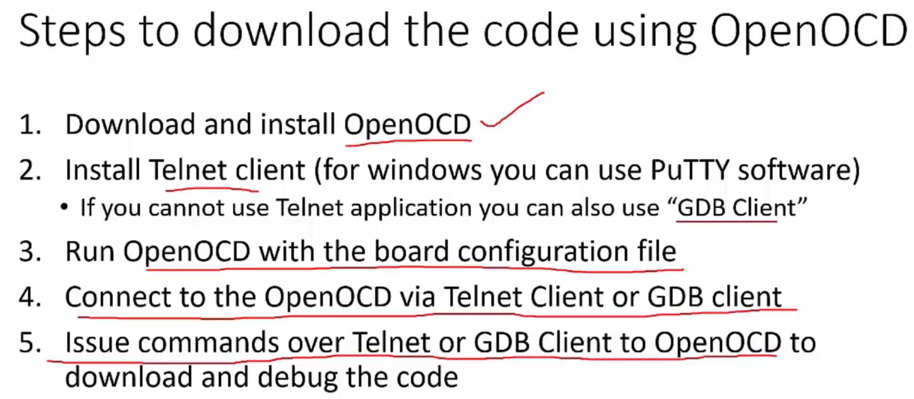 Steps to download the code using OpenOCD
1. Download and install OpenOCD
2. Install Telnet client (for windows you can use PuTTY software)
• If you cannot use Telnet application you can also use “GDB Client”
3. Run OpenOCD with the board configuration file
4. Connect to the OpenOCD via Telnet Client or GDB client
5. Issue commands over Telnet or GDB Client to OpenOCD to
download and debug the code